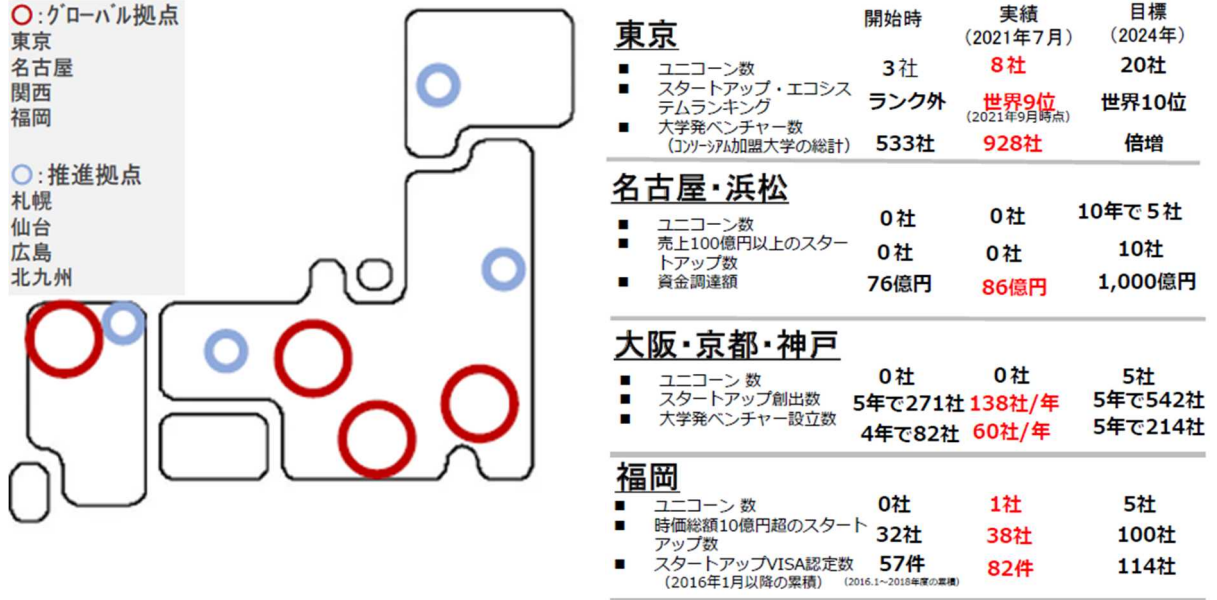 ○:グローバル拠点
東京
名古屋
関西
福岡
○:推進拠点
札幌
仙台
広島
北九州
開始時
実績
(2021年7月)
目標
(2024年)
東京
■ ユニコーン数 3社 8社 20社
■ スタートアップ・エコシス
テムランキング ランク外 世界9位 世界10位
(2021年9月時点)
■ 大学発ベンチャー数
(コンソーシアム加盟大学の総計) 533社 928社 倍増
名古屋・浜松
■ ユニコーン数 0社 0社 10年で5社
■ 売上100億円以上のスター
トアップ数 0社 0社 10社
■ 資金調達額 76億円 86億円 1,000億円
大阪・京都・神戸
■ ユニコーン 数 0社 0社 5社
■ スタートアップ創出数 5年で271社 138社/年 5年で542社
■ 大学発ベンチャー設立数 4年で82社 60社/年 5年で214社
福岡
■ ユニコーン 数 0社 1社 5社
■ 時価総額10億円超のスタート
アップ数 32社 38社 100社
■ スタートアップVISA認定数 57件 82件 114社
(2016年1月以降の累積) (2016.1~2018年度の累積)